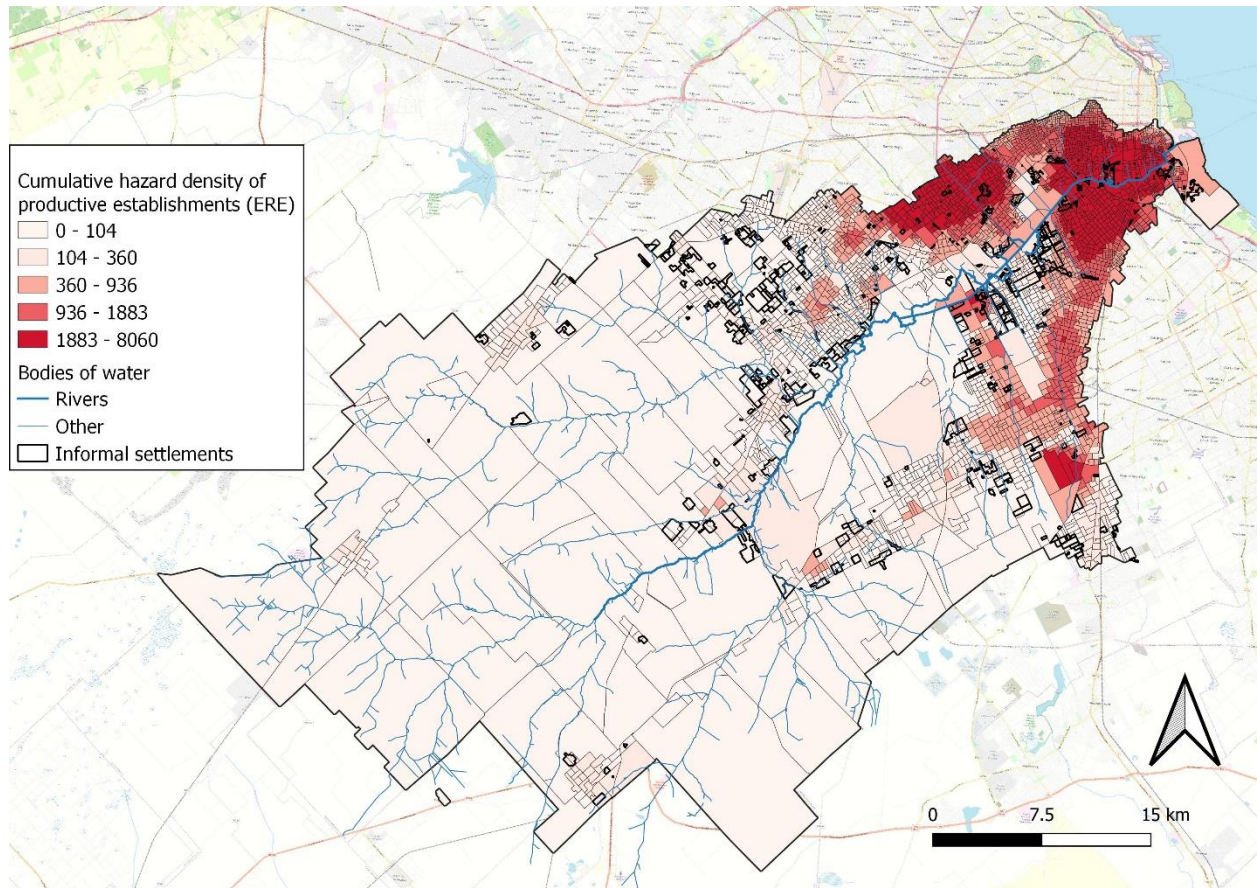 Cumulative hazard density of
productive establishments (ERE)
0 - 104
104 - 360
360 - 936
936 - 1883
1883 - 8060
Bodies of water
Rivers
Other
Informal settlements
0 7.5 15 km